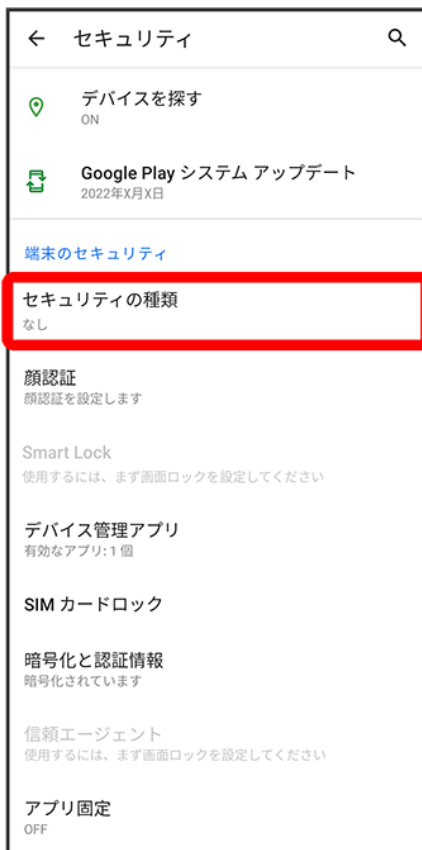 セキュリティ
デバイスを探す
ON
Google Play システム アップデート
2022年X月X日
端末のセキュリティ
セキュリティの種類
なし
顔認証
顔認証を設定します
Smart Lock
使用するには、まず画面ロックを設定してください
デバイス管理アプリ
有効なアプリ: 1 個
SIM カードロック
暗号化と認証情報
暗号化されています
信頼エージェント
使用するには、まず画面ロックを設定してください
アプリ固定
OFF